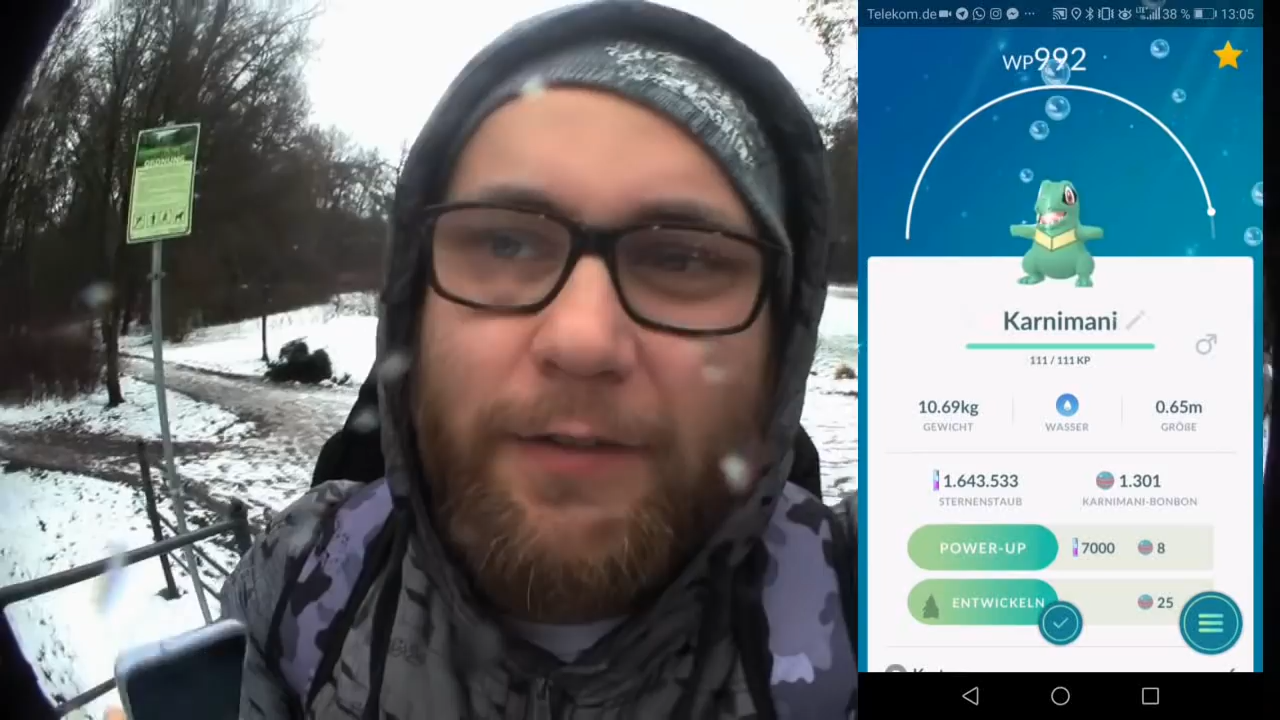 ORDNUNG
Telekom.de ... 38 % 13:05
WP992
Karnimani
111 / 111 KP
10.69kg
GEWICHT
WASSER
0.65m
GRÖßE
1.643.533
STERNENSTAUB
1.301
KARNIMANI-BONBON
POWER-UP 7000 8
ENTWICKELN 25